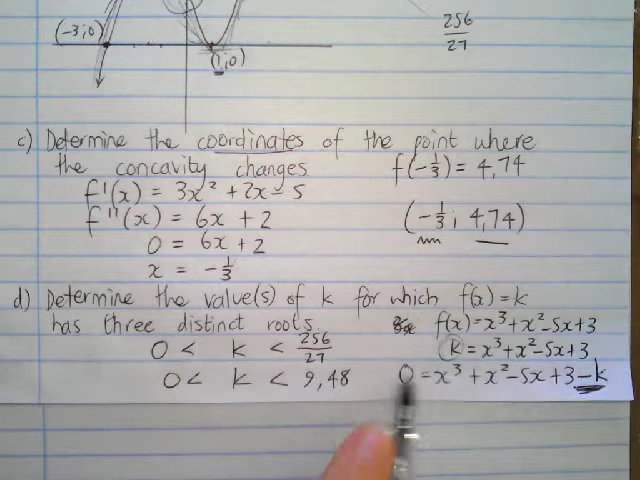 (-3;0)
(1;0)
256
27
c) Determine the coordinates of the point where
the concavity changes
f(-1/3) = 4,74
f'(x) = 3x² + 2x - 5
f''(x) = 6x + 2
(-1/3 ; 4,74)
0 = 6x + 2
x = -1/3
d) Determine the value(s) of k for which f(x) = k
has three distinct roots.
f(x) = x³ + x² - 5x + 3
0 < k < 256/27
k = x³ + x² - 5x + 3
0 < k < 9,48
0 = x³ + x² - 5x + 3 - k